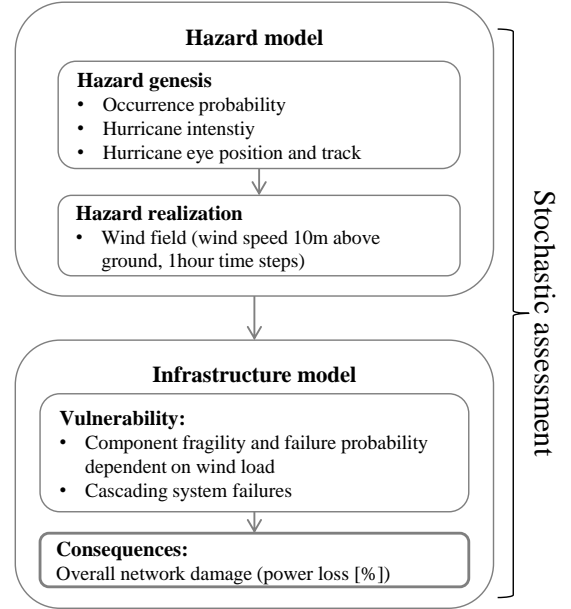 Hazard model
Hazard genesis
• Occurrence probability
• Hurricane intenstiy
• Hurricane eye position and track
Hazard realization
• Wind field (wind speed 10m above
ground, 1hour time steps)
Infrastructure model
Vulnerability:
• Component fragility and failure probability
dependent on wind load
• Cascading system failures
Consequences:
Overall network damage (power loss [%])
Stochastic assessment